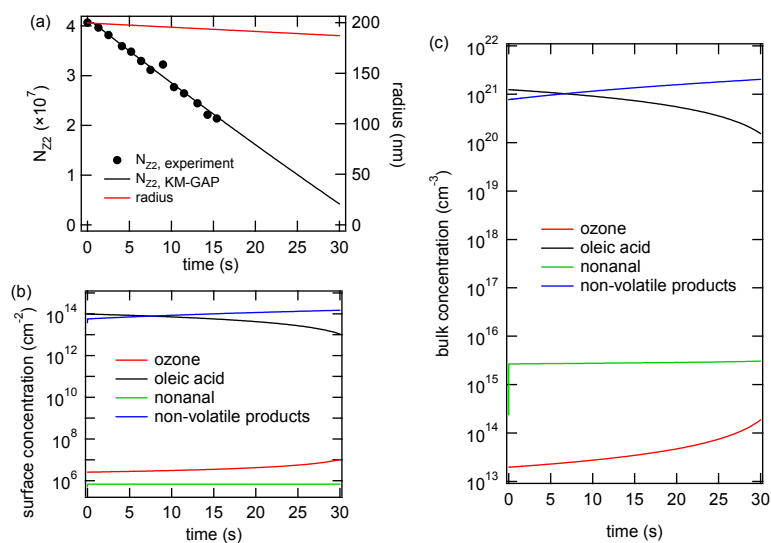 (a)
N_Z2 (×10^7)
4
3
2
1
0
200
150
100
50
0
radius (nm)
N_Z2, experiment
N_Z2, KM-GAP
radius
0 5 10 15 20 25 30
time (s)
(b)
surface concentration (cm^-2)
10^14
10^12
10^10
10^8
10^6
ozone
oleic acid
nonanal
non-volatile products
0 5 10 15 20 25 30
time (s)
(c)
bulk concentration (cm^-3)
10^22
10^21
10^20
10^19
10^18
10^17
10^16
10^15
10^14
10^13
ozone
oleic acid
nonanal
non-volatile products
0 5 10 15 20 25 30
time (s)